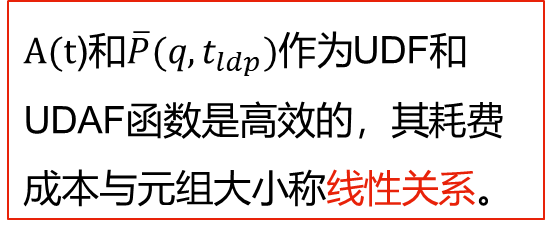 A(t)和P̄(q, t_ldp)作为UDF和
UDAF函数是高效的，其耗费
成本与元组大小称线性关系。